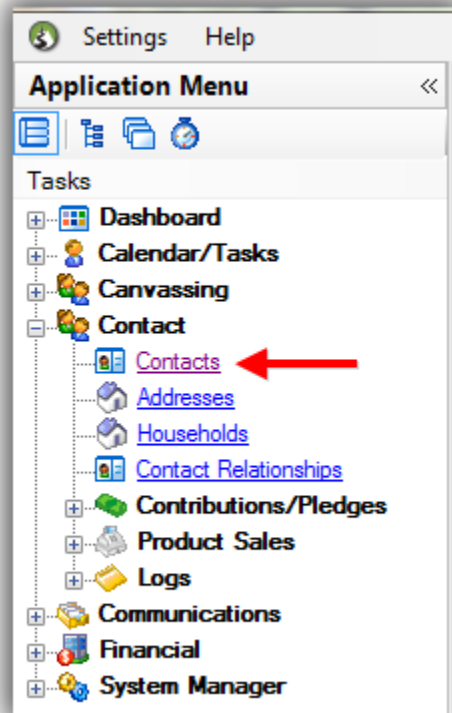 Settings Help
Application Menu
Tasks
Dashboard
Calendar/Tasks
Canvassing
Contact
Contacts
Addresses
Households
Contact Relationships
Contributions/Pledges
Product Sales
Logs
Communications
Financial
System Manager